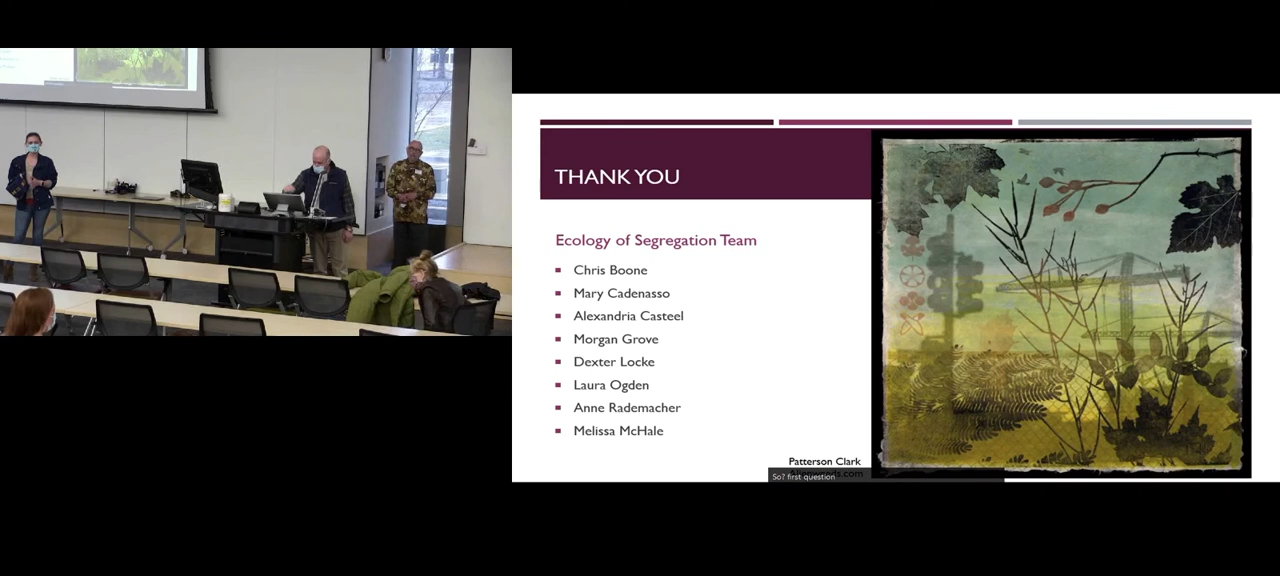 THANK YOU
Ecology of Segregation Team
Chris Boone
Mary Cadenasso
Alexandria Casteel
Morgan Grove
Dexter Locke
Laura Ogden
Anne Rademacher
Melissa McHale
Patterson Clark
So? first question